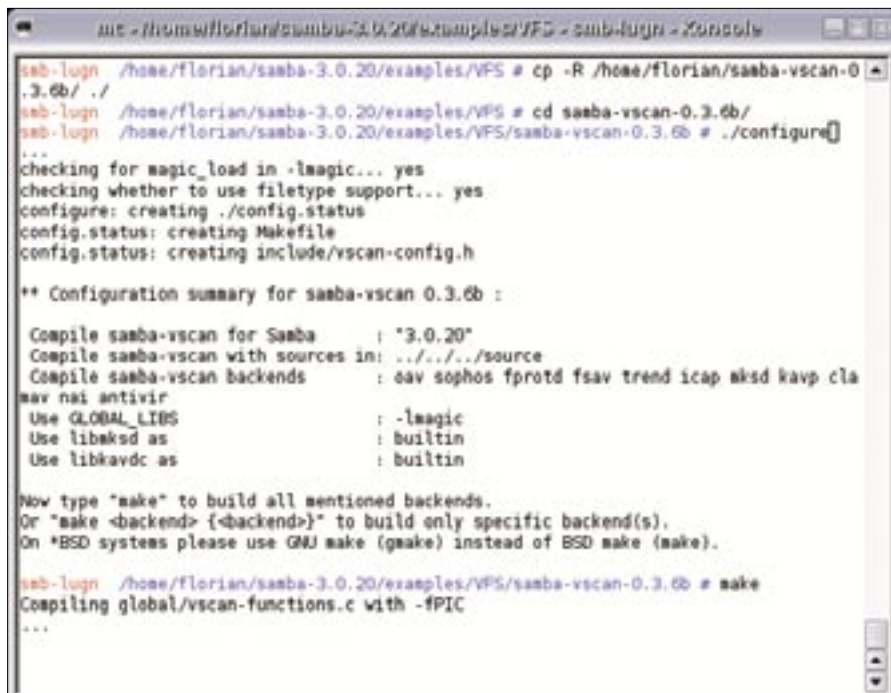 mc - /home/florian/samba-3.0.20/examples/VFS - smb-lugn - Konsole
smb-lugn /home/florian/samba-3.0.20/examples/VFS # cp -R /home/florian/samba-vscan-0
.3.6b/ ./
smb-lugn /home/florian/samba-3.0.20/examples/VFS # cd samba-vscan-0.3.6b/
smb-lugn /home/florian/samba-3.0.20/examples/VFS/samba-vscan-0.3.6b # ./configure
...
checking for magic_load in -lmagic... yes
checking whether to use filetype support... yes
configure: creating ./config.status
config.status: creating Makefile
config.status: creating include/vscan-config.h
** Configuration summary for samba-vscan 0.3.6b :
Compile samba-vscan for Samba : "3.0.20"
Compile samba-vscan with sources in: ../../../source
Compile samba-vscan backends : oav sophos fprotd fsav trend icap mksd kavp cla
mav nai antivir
Use GLOBAL_LIBS : -lmagic
Use libmksd as : builtin
Use libkavdc as : builtin
Now type "make" to build all mentioned backends.
Or "make <backend> {<backend>}" to build only specific backend(s).
On *BSD systems please use GNU make (gmake) instead of BSD make (make).
smb-lugn /home/florian/samba-3.0.20/examples/VFS/samba-vscan-0.3.6b # make
Compiling global/vscan-functions.c with -fPIC
...